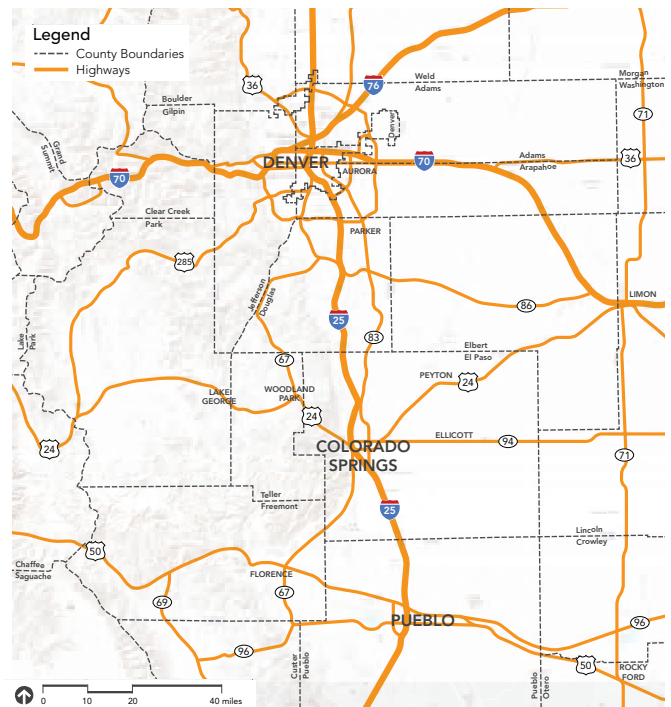 Legend
County Boundaries
Highways
36
76
Weld
Adams
Morgan
Washington
Boulder
Gilpin
71
Denver
Grand
Summit
DENVER
AURORA
70
Adams
Arapahoe
36
70
Clear Creek
Park
PARKER
285
Jefferson
Douglas
LIMON
86
25
83
Lake
Park
67
Elbert
El Paso
PEYTON
24
LAKE
GEORGE
WOODLAND
PARK
24
24
COLORADO
SPRINGS
ELLICOTT
94
71
Teller
Freemont
25
Lincoln
Crowley
50
Chaffee
Saguache
FLORENCE
69
67
PUEBLO
96
96
Custer
Pueblo
50
ROCKY
FORD
Pueblo
Otero
0 10 20 40 miles